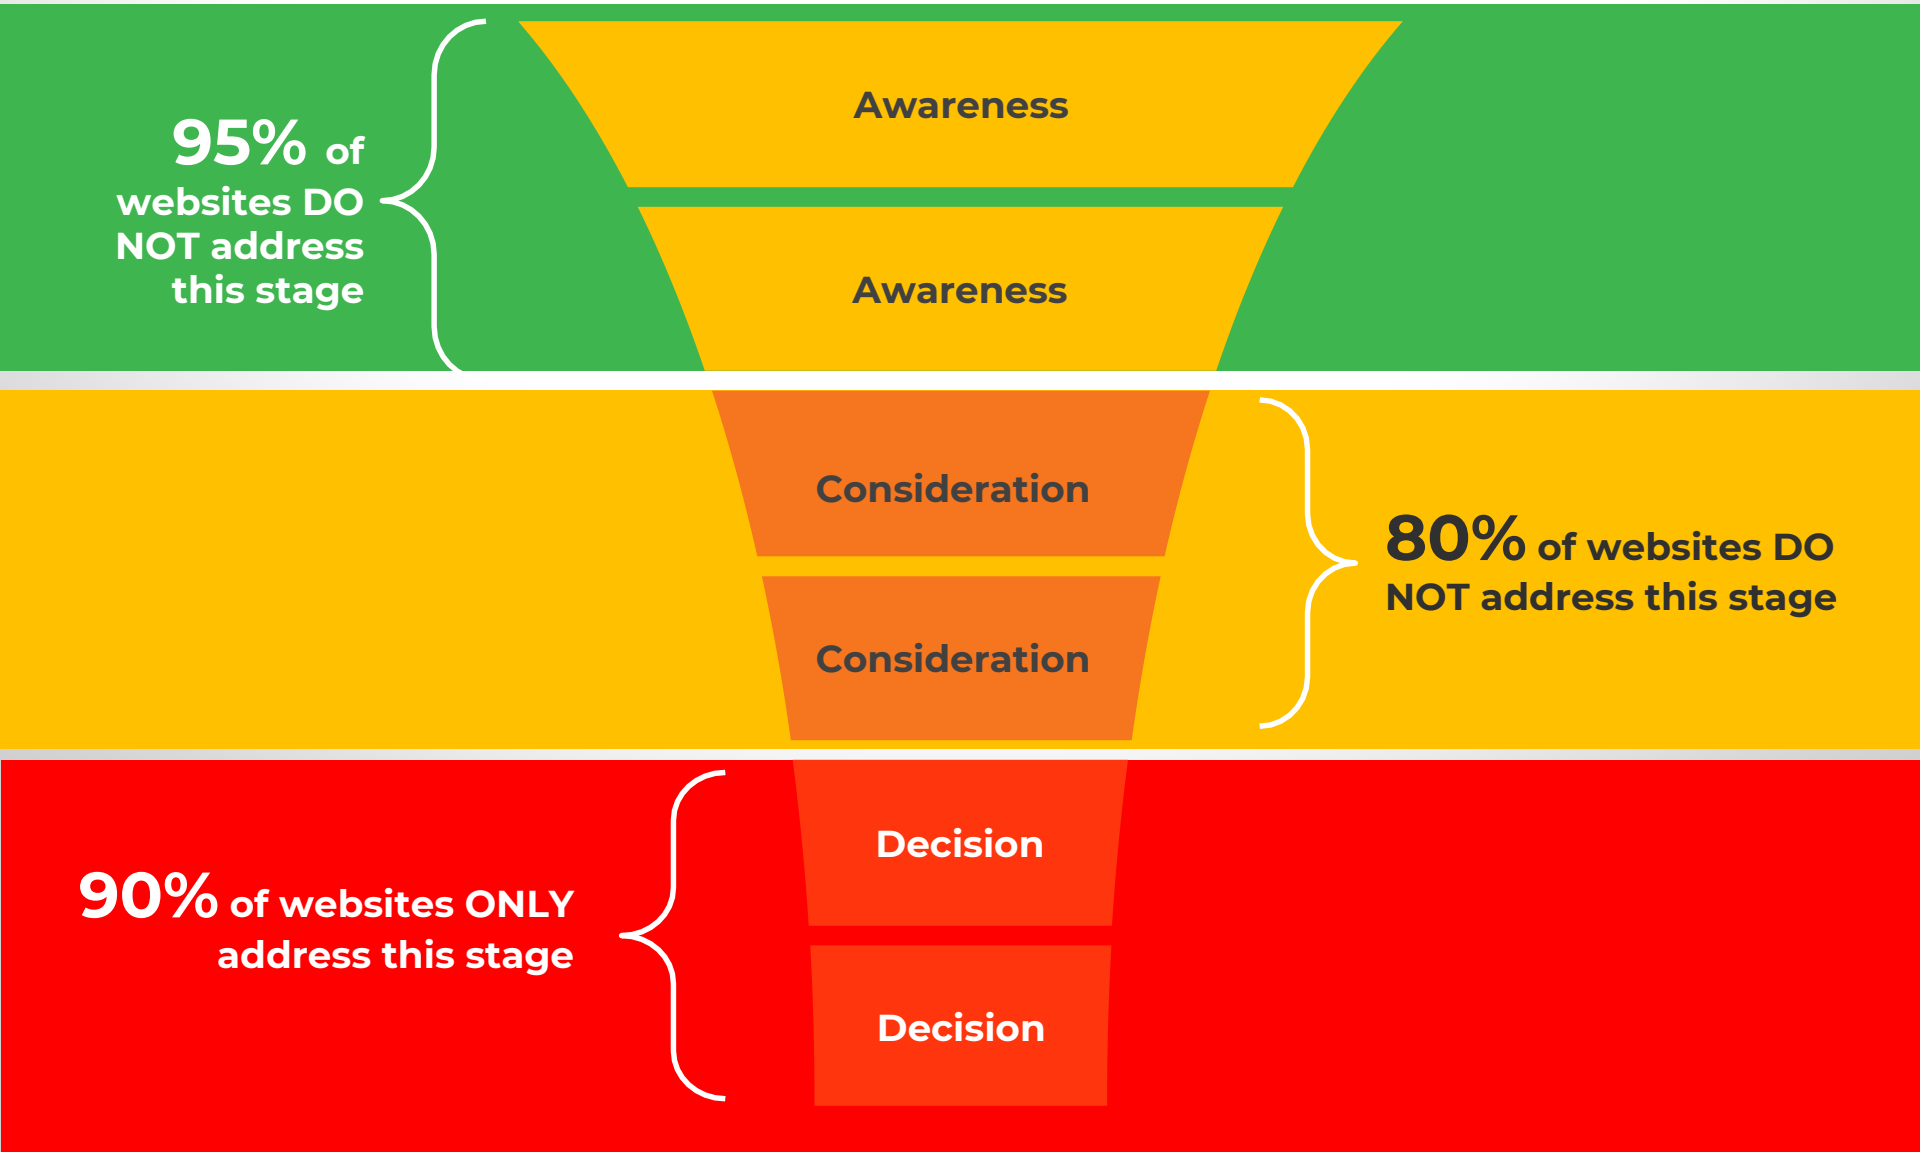 Awareness
95% of
websites DO
NOT address
this stage
Awareness
Consideration
80% of websites DO
NOT address this stage
Consideration
Decision
90% of websites ONLY
address this stage
Decision